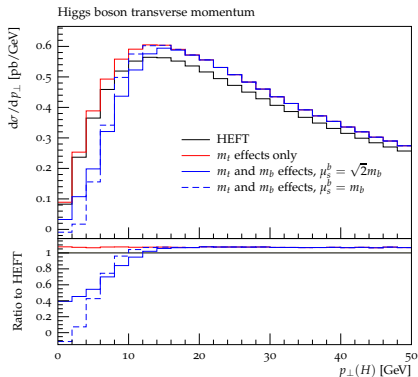 Higgs boson transverse momentum
dσ/dp⊥ [pb/GeV]
0.6
0.5
0.4
0.3
0.2
0.1
0
HEFT
m_t effects only
m_t and m_b effects, μ_s^b = √2m_b
m_t and m_b effects, μ_s^b = m_b
Ratio to HEFT
1
0.8
0.6
0.4
0.2
0
0 10 20 30 40 50
p⊥(H) [GeV]